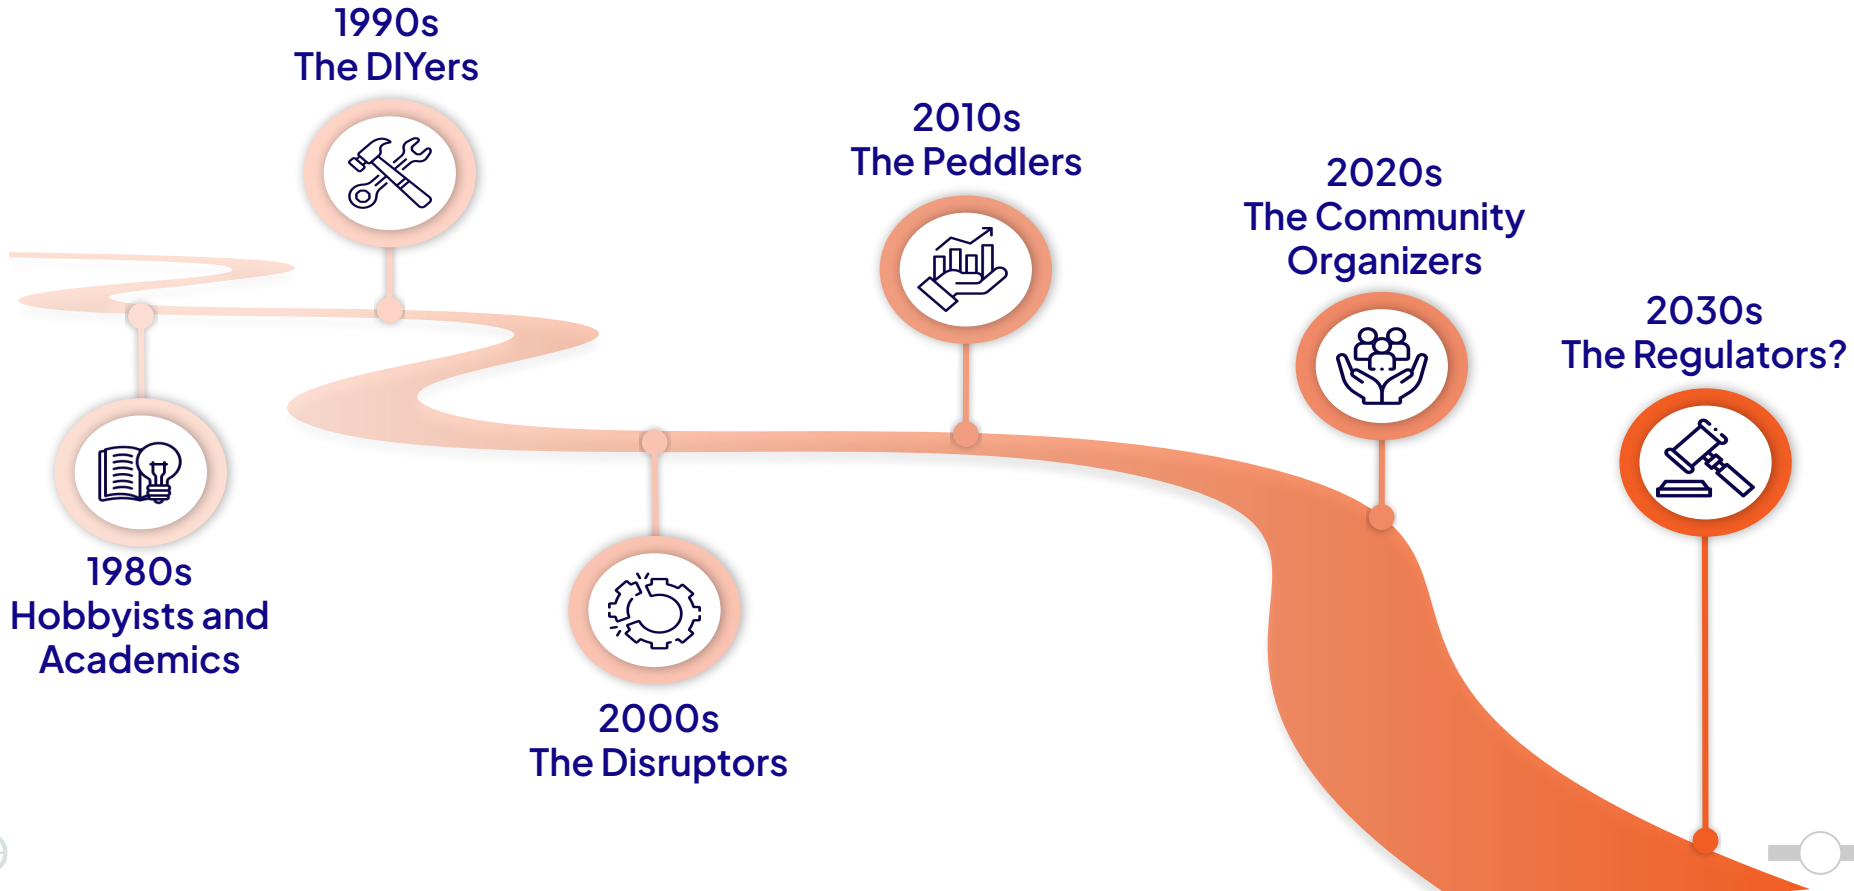 1990s
The DIYers
2010s
The Peddlers
2020s
The Community
Organizers
2030s
The Regulators?
1980s
Hobbyists and
Academics
2000s
The Disruptors